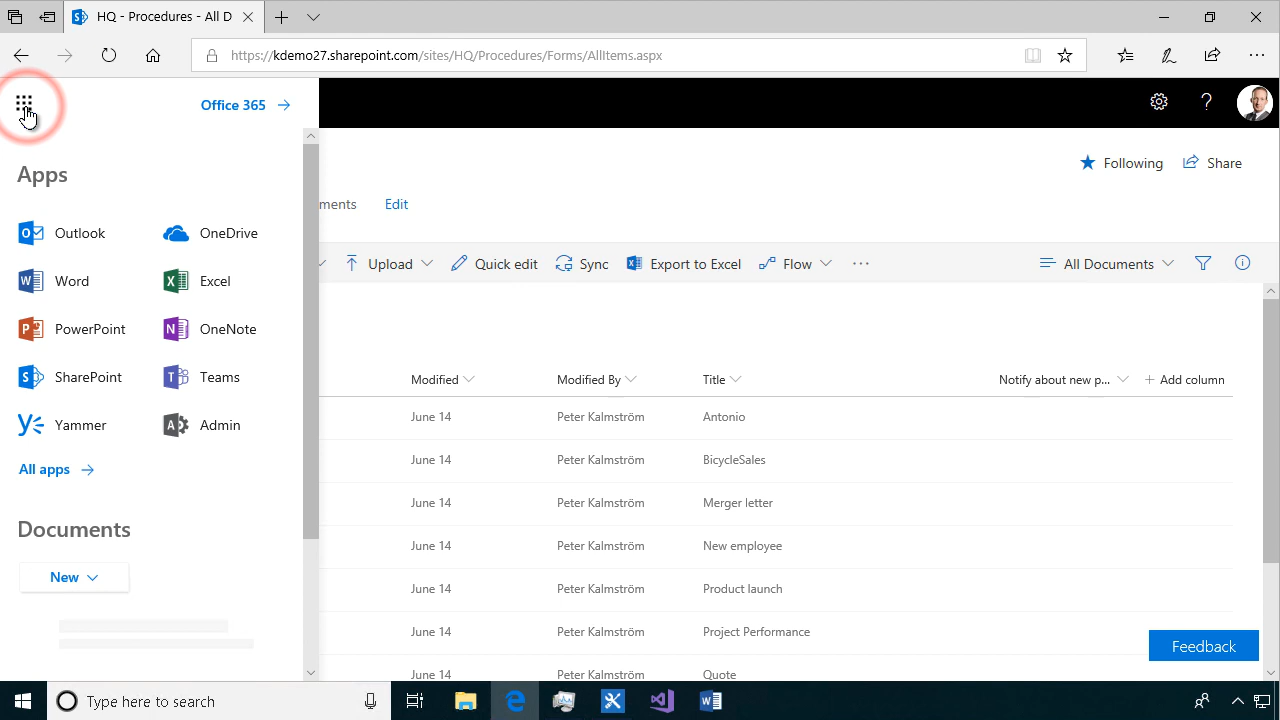 HQ - Procedures - All D
https://kdemo27.sharepoint.com/sites/HQ/Procedures/Forms/AllItems.aspx
Office 365
?
Following Share
Apps
ments Edit
Outlook OneDrive
Upload Quick edit Sync Export to Excel Flow ... All Documents
Word Excel
PowerPoint OneNote
SharePoint Teams
Modified Modified By Title Notify about new p... + Add column
Yammer Admin
June 14 Peter Kalmström Antonio
All apps
June 14 Peter Kalmström BicycleSales
June 14 Peter Kalmström Merger letter
Documents
June 14 Peter Kalmström New employee
New
June 14 Peter Kalmström Product launch
June 14 Peter Kalmström Project Performance
Feedback
June 14 Peter Kalmström Quote
Type here to search